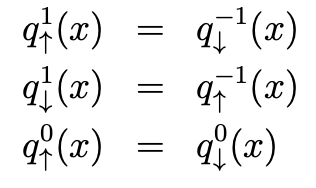 q↑^1(x) = q↓^{-1}(x)
q↓^1(x) = q↑^{-1}(x)
q↑^0(x) = q↓^0(x)